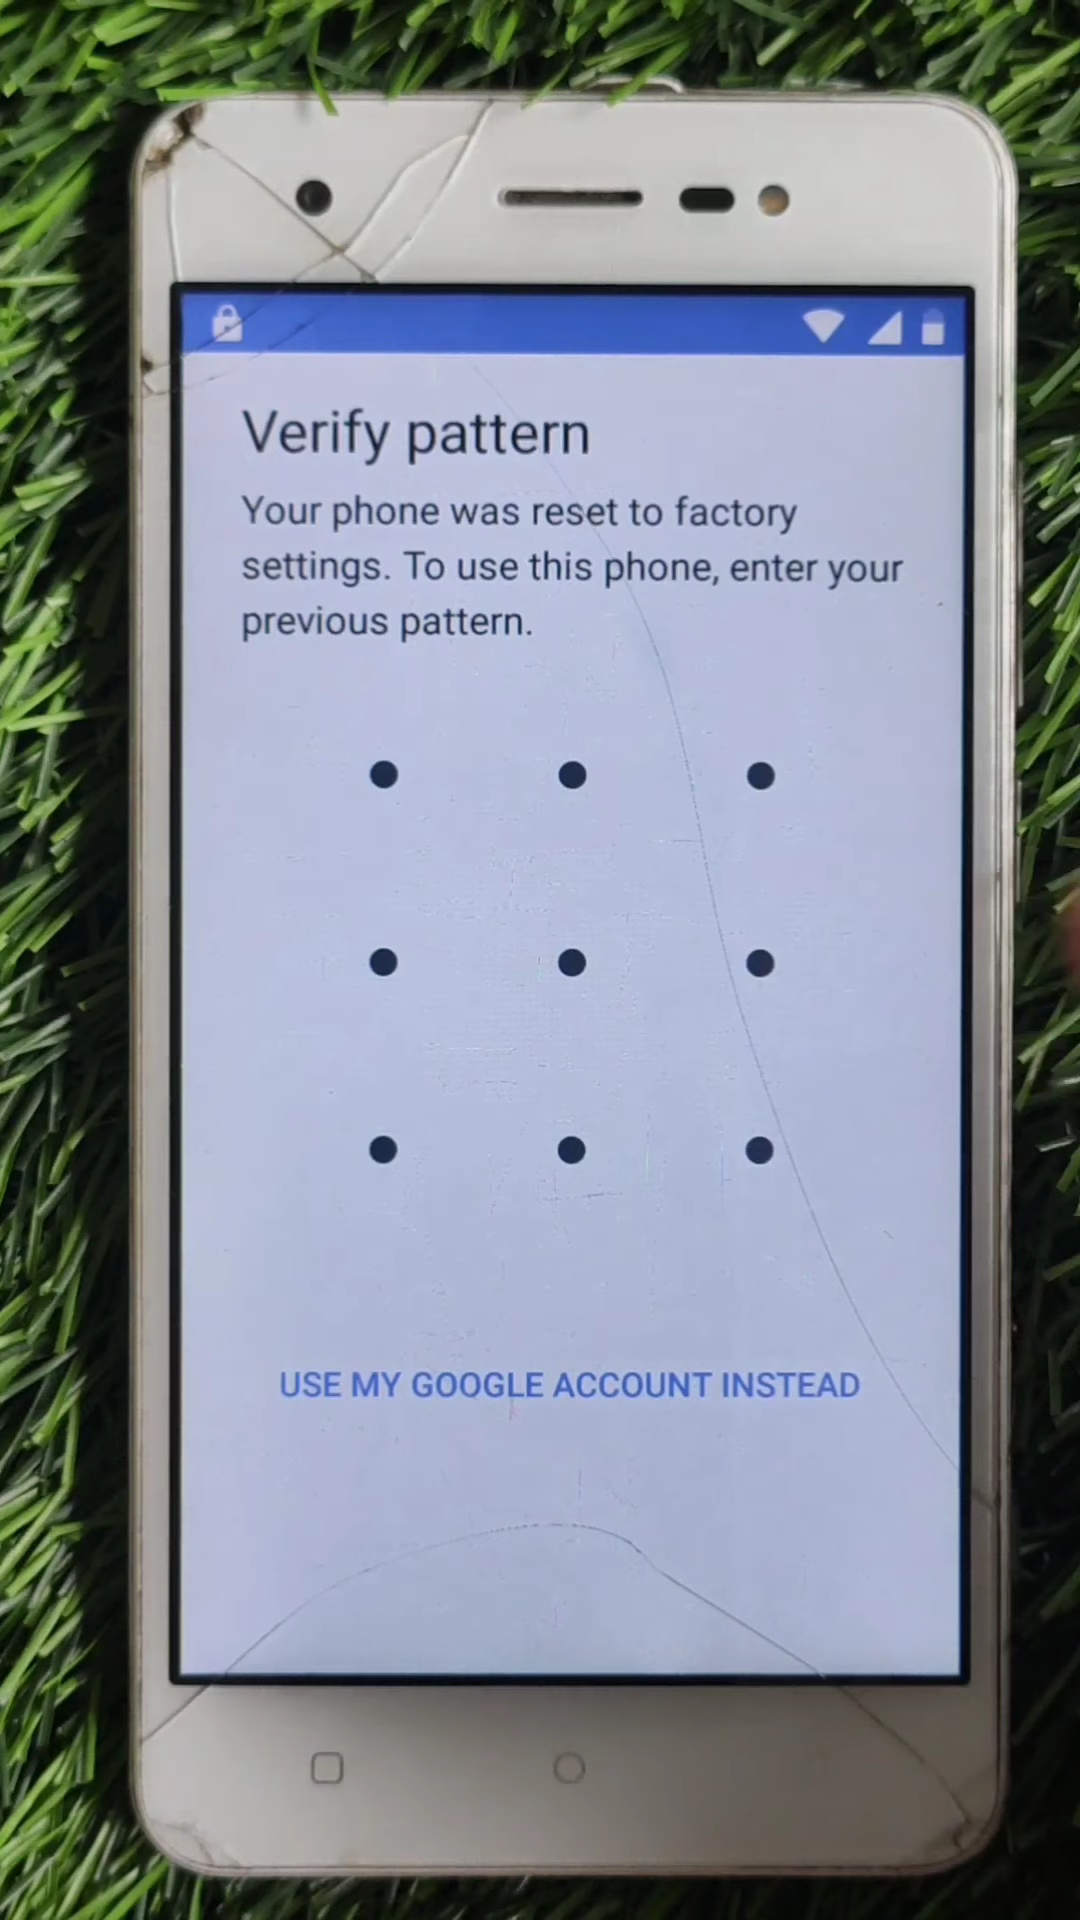 Verify pattern
Your phone was reset to factory
settings. To use this phone, enter your
previous pattern.
USE MY GOOGLE ACCOUNT INSTEAD